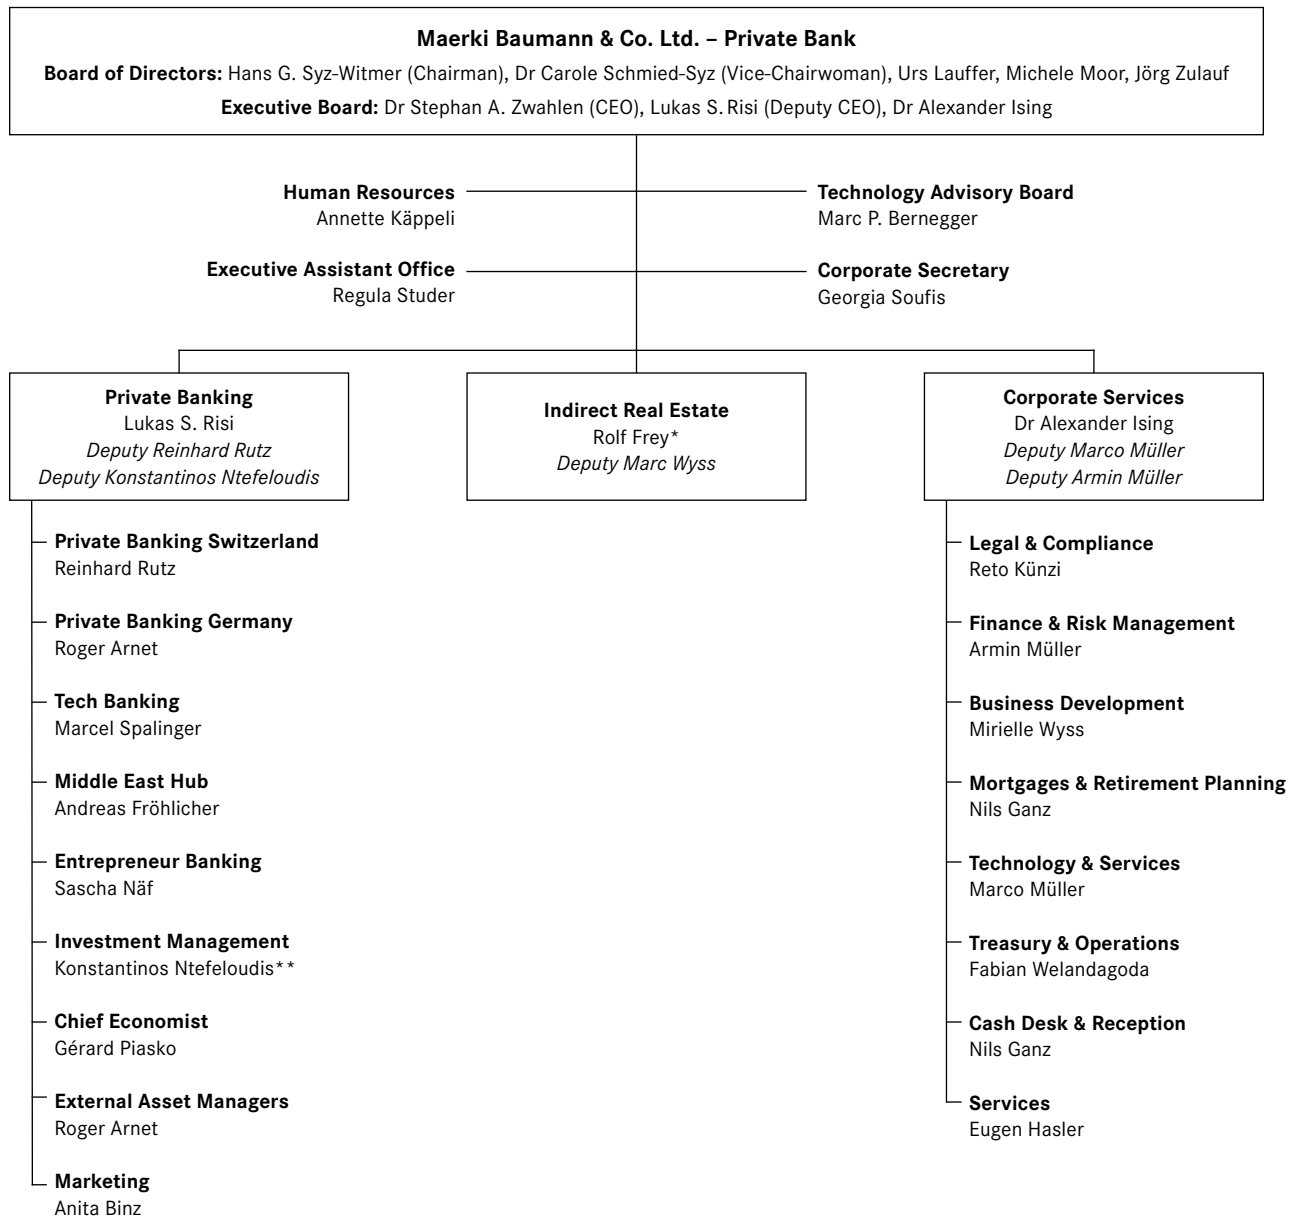 Maerki Baumann & Co. Ltd. – Private Bank
Board of Directors: Hans G. Syz-Witmer (Chairman), Dr Carole Schmied-Syz (Vice-Chairwoman), Urs Lauffer, Michele Moor, Jörg Zulauf
Executive Board: Dr Stephan A. Zwahlen (CEO), Lukas S. Risi (Deputy CEO), Dr Alexander Ising
Human Resources
Annette Käppeli
Technology Advisory Board
Marc P. Bernegger
Executive Assistant Office
Regula Studer
Corporate Secretary
Georgia Soufis
Private Banking
Lukas S. Risi
Deputy Reinhard Rutz
Deputy Konstantinos Ntefeloudis
Indirect Real Estate
Rolf Frey*
Deputy Marc Wyss
Corporate Services
Dr Alexander Ising
Deputy Marco Müller
Deputy Armin Müller
Private Banking Switzerland
Reinhard Rutz
Private Banking Germany
Roger Arnet
Tech Banking
Marcel Spalinger
Middle East Hub
Andreas Fröhlicher
Entrepreneur Banking
Sascha Näf
Investment Management
Konstantinos Ntefeloudis**
Chief Economist
Gérard Piasko
External Asset Managers
Roger Arnet
Marketing
Anita Binz
Legal & Compliance
Reto Künzi
Finance & Risk Management
Armin Müller
Business Development
Mirielle Wyss
Mortgages & Retirement Planning
Nils Ganz
Technology & Services
Marco Müller
Treasury & Operations
Fabian Welandagoda
Cash Desk & Reception
Nils Ganz
Services
Eugen Hasler